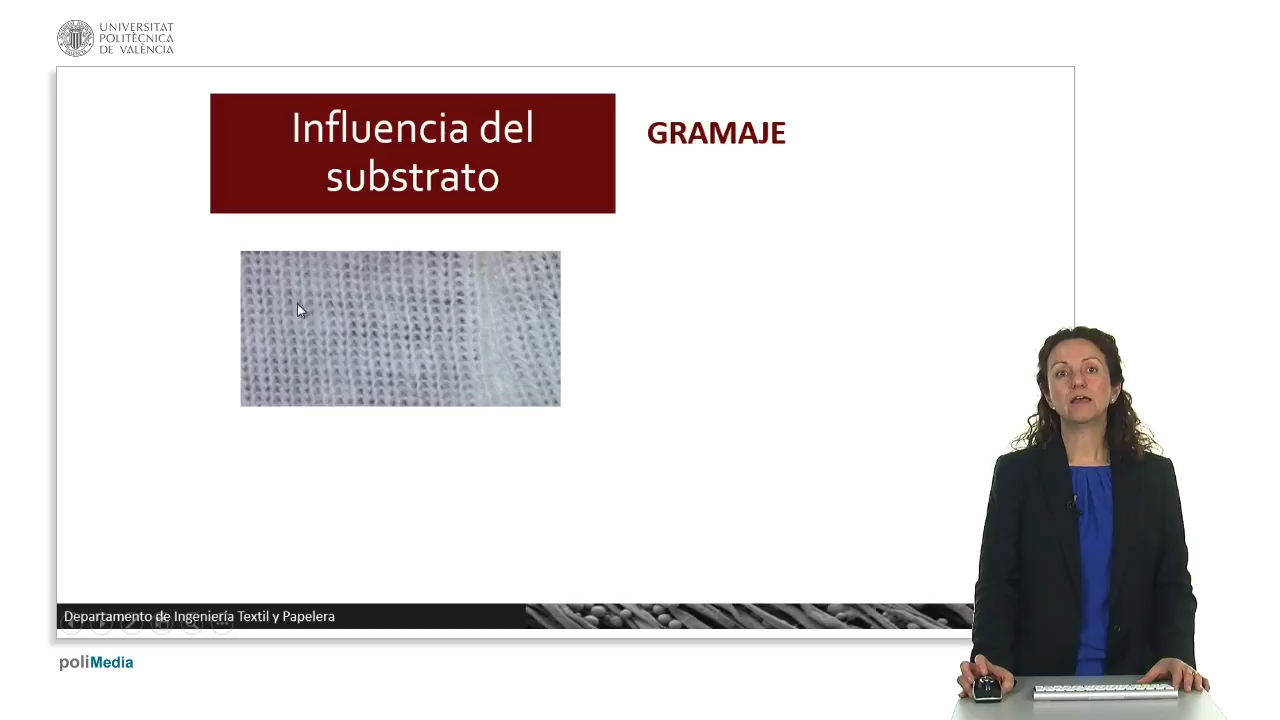 UNIVERSITAT
POLITÈCNICA
DE VALÈNCIA
Influencia del
substrato
GRAMAJE
Departamento de Ingeniería Textil y Papelera
poliMedia